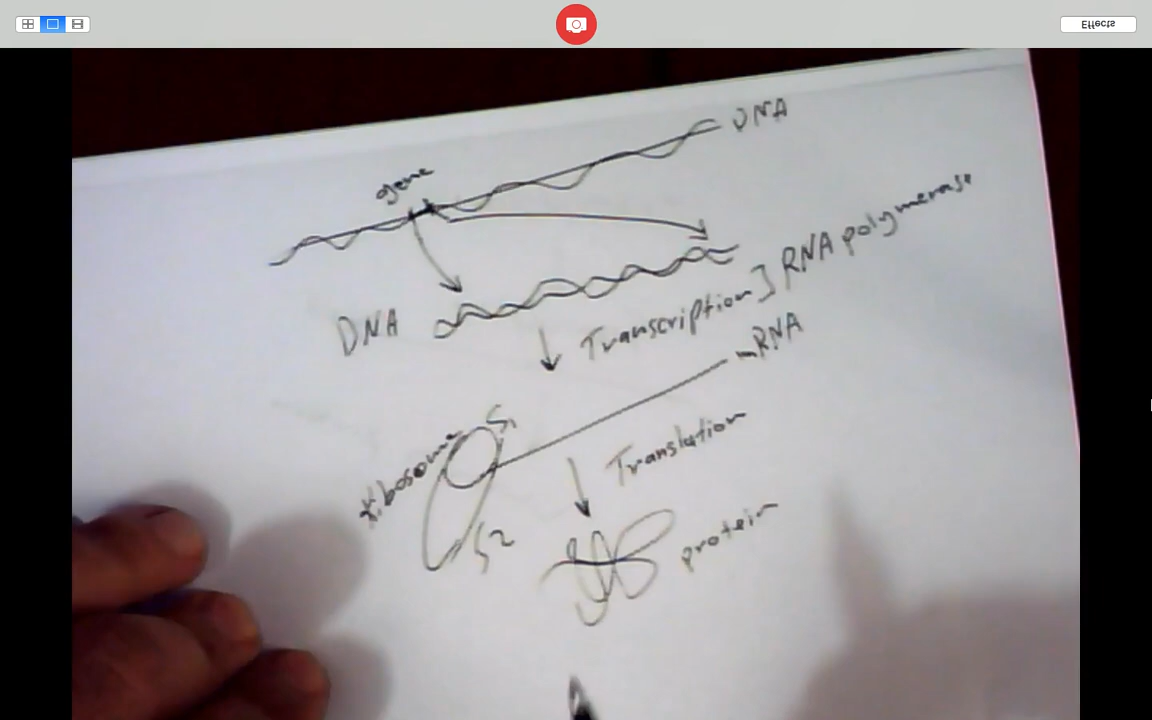 Effects
DNA
gene
DNA
Transcription] RNA polymerase
mRNA
Ribosome
S1
Translation
S2
protein